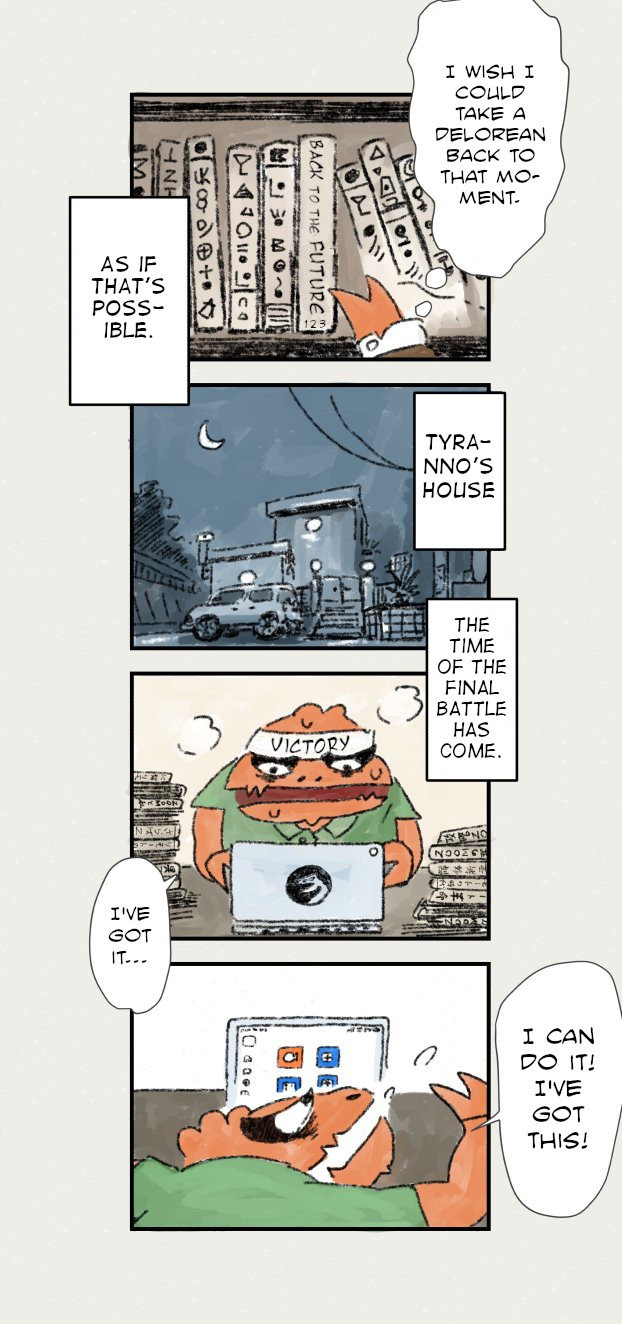 I WISH I
COULD
TAKE A
DELOREAN
BACK TO
THAT MO-
MENT.
BACK TO THE FUTURE
123
AS IF
THAT'S
POSS-
IBLE.
TYRA-
NNO'S
HOUSE
THE
TIME
OF THE
FINAL
BATTLE
HAS
COME.
VICTORY
I'VE
GOT
IT...
I CAN
DO IT!
I'VE
GOT
THIS!